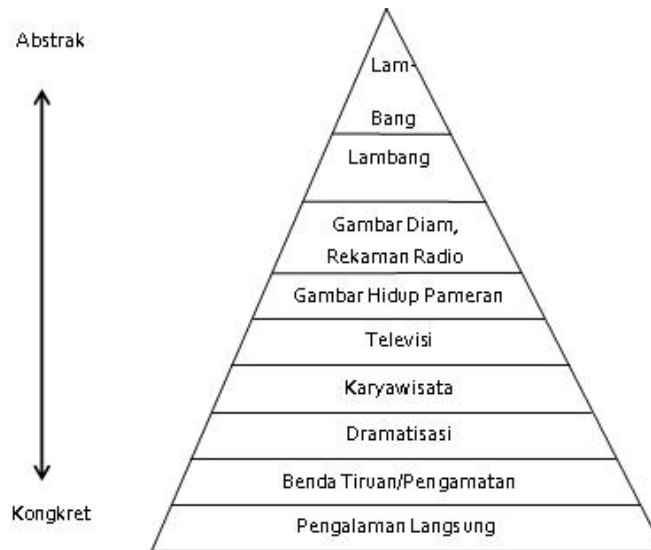 Abstrak
Lam-
Bang
Lambang
Gambar Diam,
Rekaman Radio
Gambar Hidup Pameran
Televisi
Karyawisata
Dramatisasi
Benda Tiruan/Pengamatan
Kongkret
Pengalaman Langsung